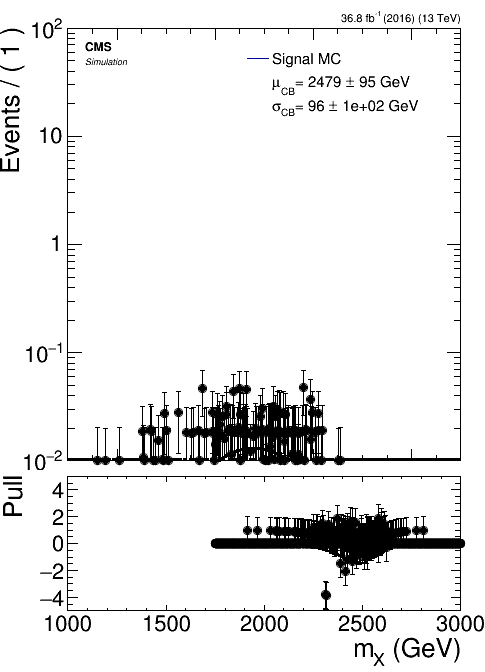 36.8 fb⁻¹ (2016) (13 TeV)
CMS
Simulation
Signal MC
μ_CB = 2479 ± 95 GeV
σ_CB = 96 ± 1e+02 GeV
Events / ( 1 )
10²
10
1
10⁻¹
10⁻²
Pull
4
2
0
−2
−4
1000 1500 2000 2500 3000
m_X (GeV)